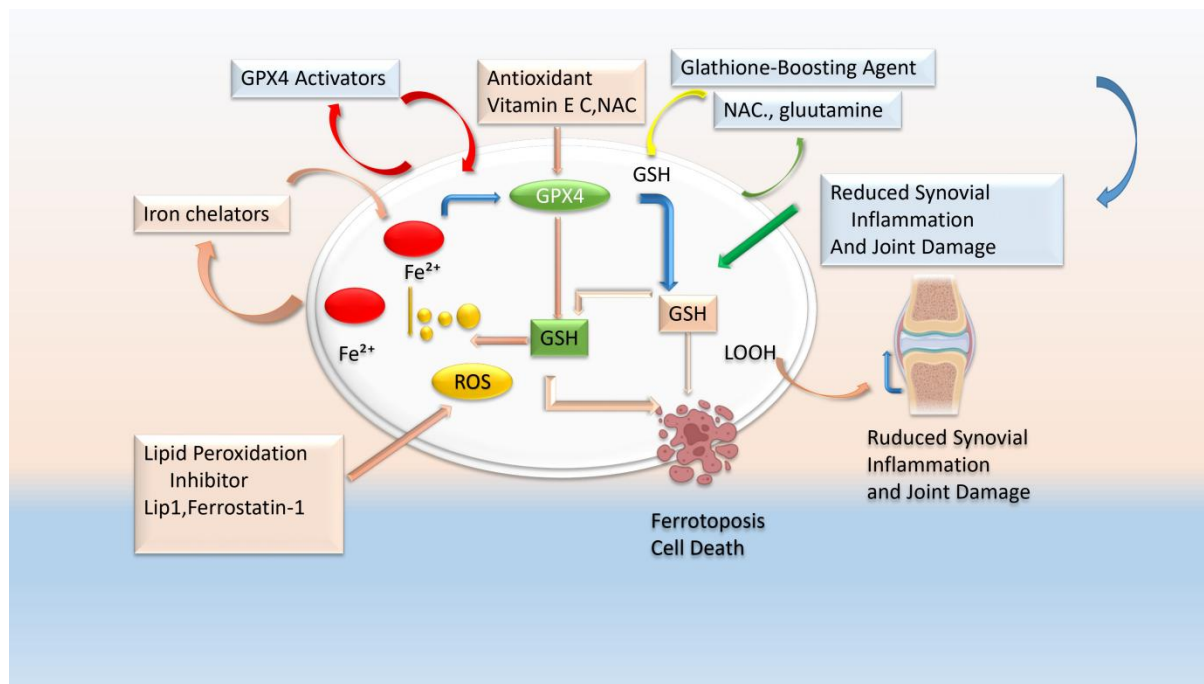 GPX4 Activators
Antioxidant
Vitamin E C,NAC
Glathione-Boosting Agent
NAC., gluutamine
GSH
GPX4
Iron chelators
Reduced Synovial
Inflammation
And Joint Damage
Fe²⁺
Fe²⁺
GSH
GSH
LOOH
ROS
Lipid Peroxidation
Inhibitor
Lip1,Ferrostatin-1
Ruduced Synovial
Inflammation
and Joint Damage
Ferrotoposis
Cell Death